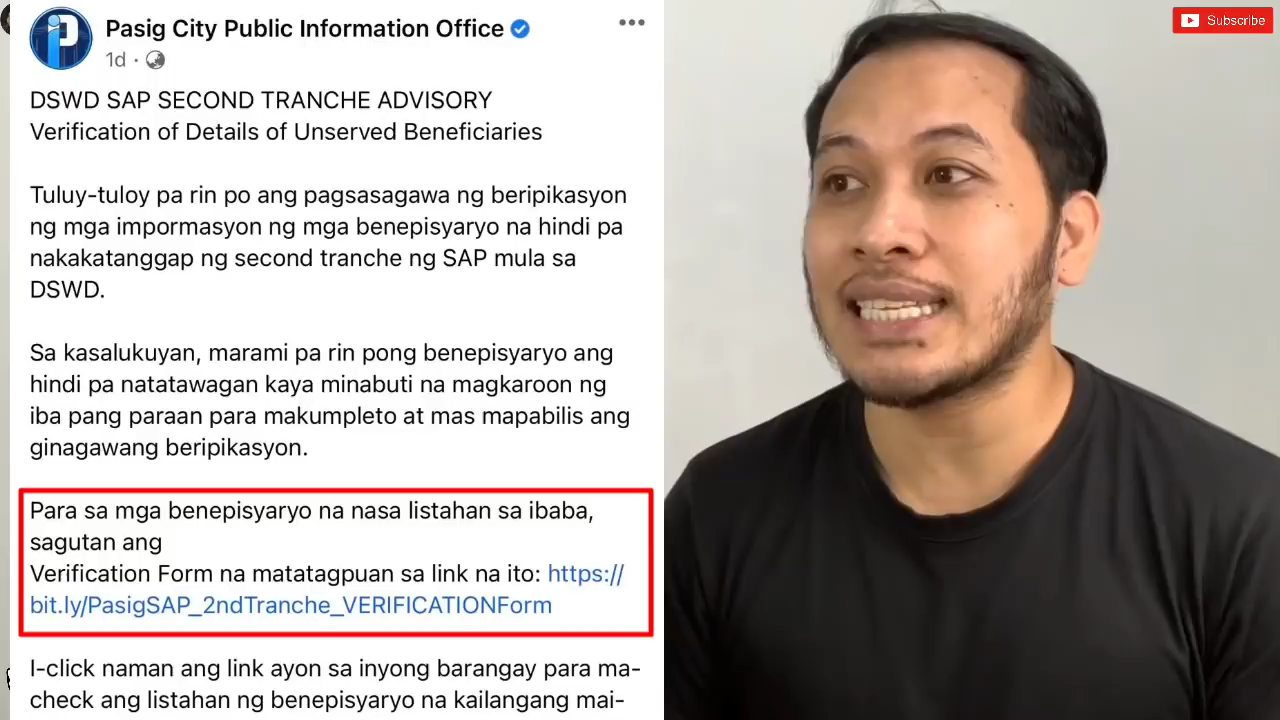 Pasig City Public Information Office
1d ·
DSWD SAP SECOND TRANCHE ADVISORY
Verification of Details of Unserved Beneficiaries
Tuluy-tuloy pa rin po ang pagsasagawa ng beripikasyon
ng mga impormasyon ng mga benepisyaryo na hindi pa
nakakatanggap ng second tranche ng SAP mula sa
DSWD.
Sa kasalukuyan, marami pa rin pong benepisyaryo ang
hindi pa natatawagan kaya minabuti na magkaroon ng
iba pang paraan para makumpleto at mas mapabilis ang
ginagawang beripikasyon.
Para sa mga benepisyaryo na nasa listahan sa ibaba,
sagutan ang
Verification Form na matatagpuan sa link na ito: https://
bit.ly/PasigSAP_2ndTranche_VERIFICATIONForm
I-click naman ang link ayon sa inyong barangay para ma-
check ang listahan ng benepisyaryo na kailangang mai-
Subscribe